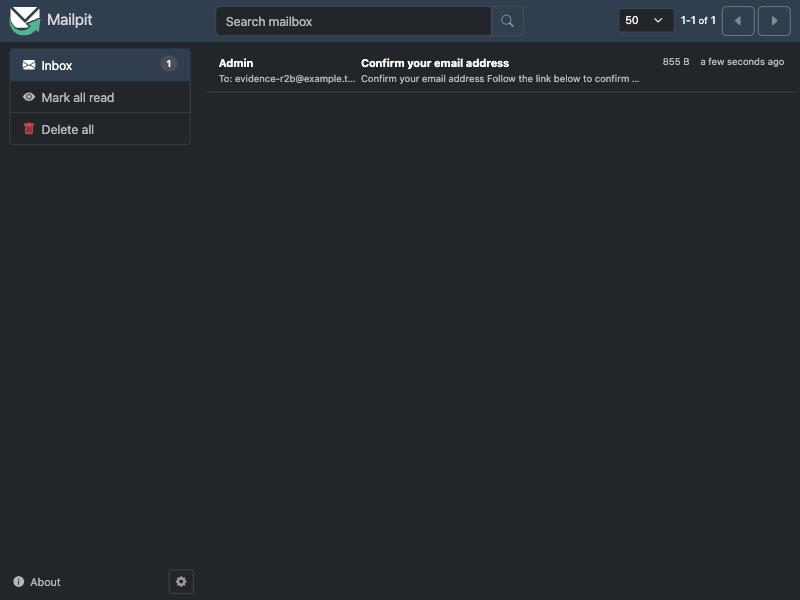 Mailpit
Search mailbox
50
1-1 of 1
Inbox
1
Mark all read
Delete all
Admin
To: evidence-r2b@example.t...
Confirm your email address
Confirm your email address Follow the link below to confirm ...
855 B
a few seconds ago
About